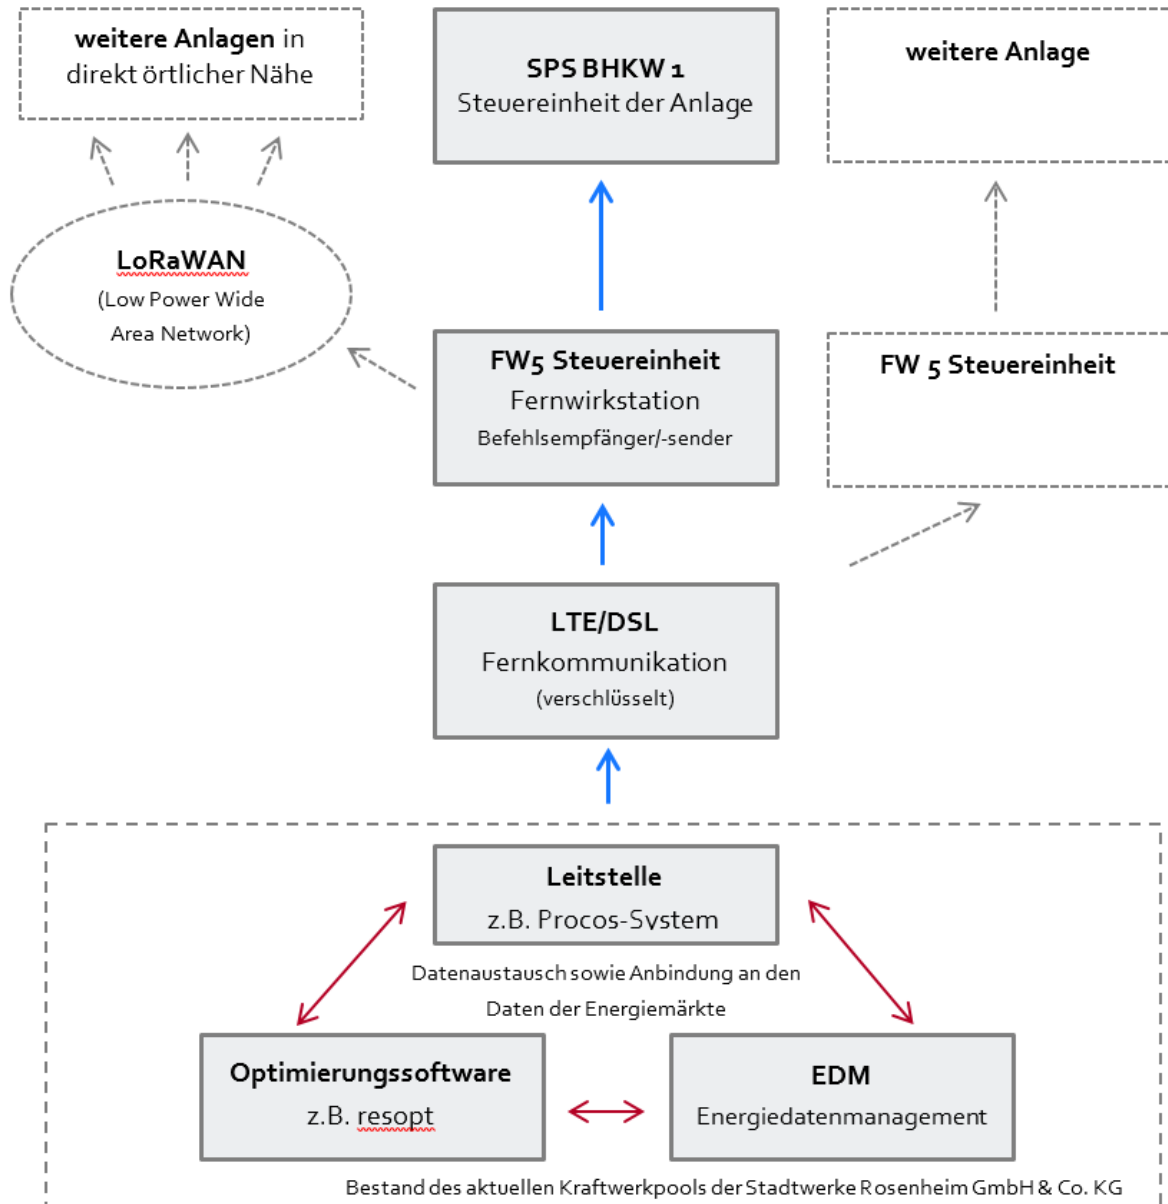 weitere Anlagen in
direkt örtlicher Nähe
SPS BHKW 1
Steuereinheit der Anlage
weitere Anlage
LoRaWAN
(Low Power Wide
Area Network)
FW5 Steuereinheit
Fernwirkstation
Befehlsempfänger/-sender
FW 5 Steuereinheit
LTE/DSL
Fernkommunikation
(verschlüsselt)
Leitstelle
z.B. Procos-System
Datenaustausch sowie Anbindung an den
Daten der Energiemärkte
Optimierungssoftware
z.B. resopt
EDM
Energiedatenmanagement
Bestand des aktuellen Kraftwerkpools der Stadtwerke Rosenheim GmbH & Co. KG